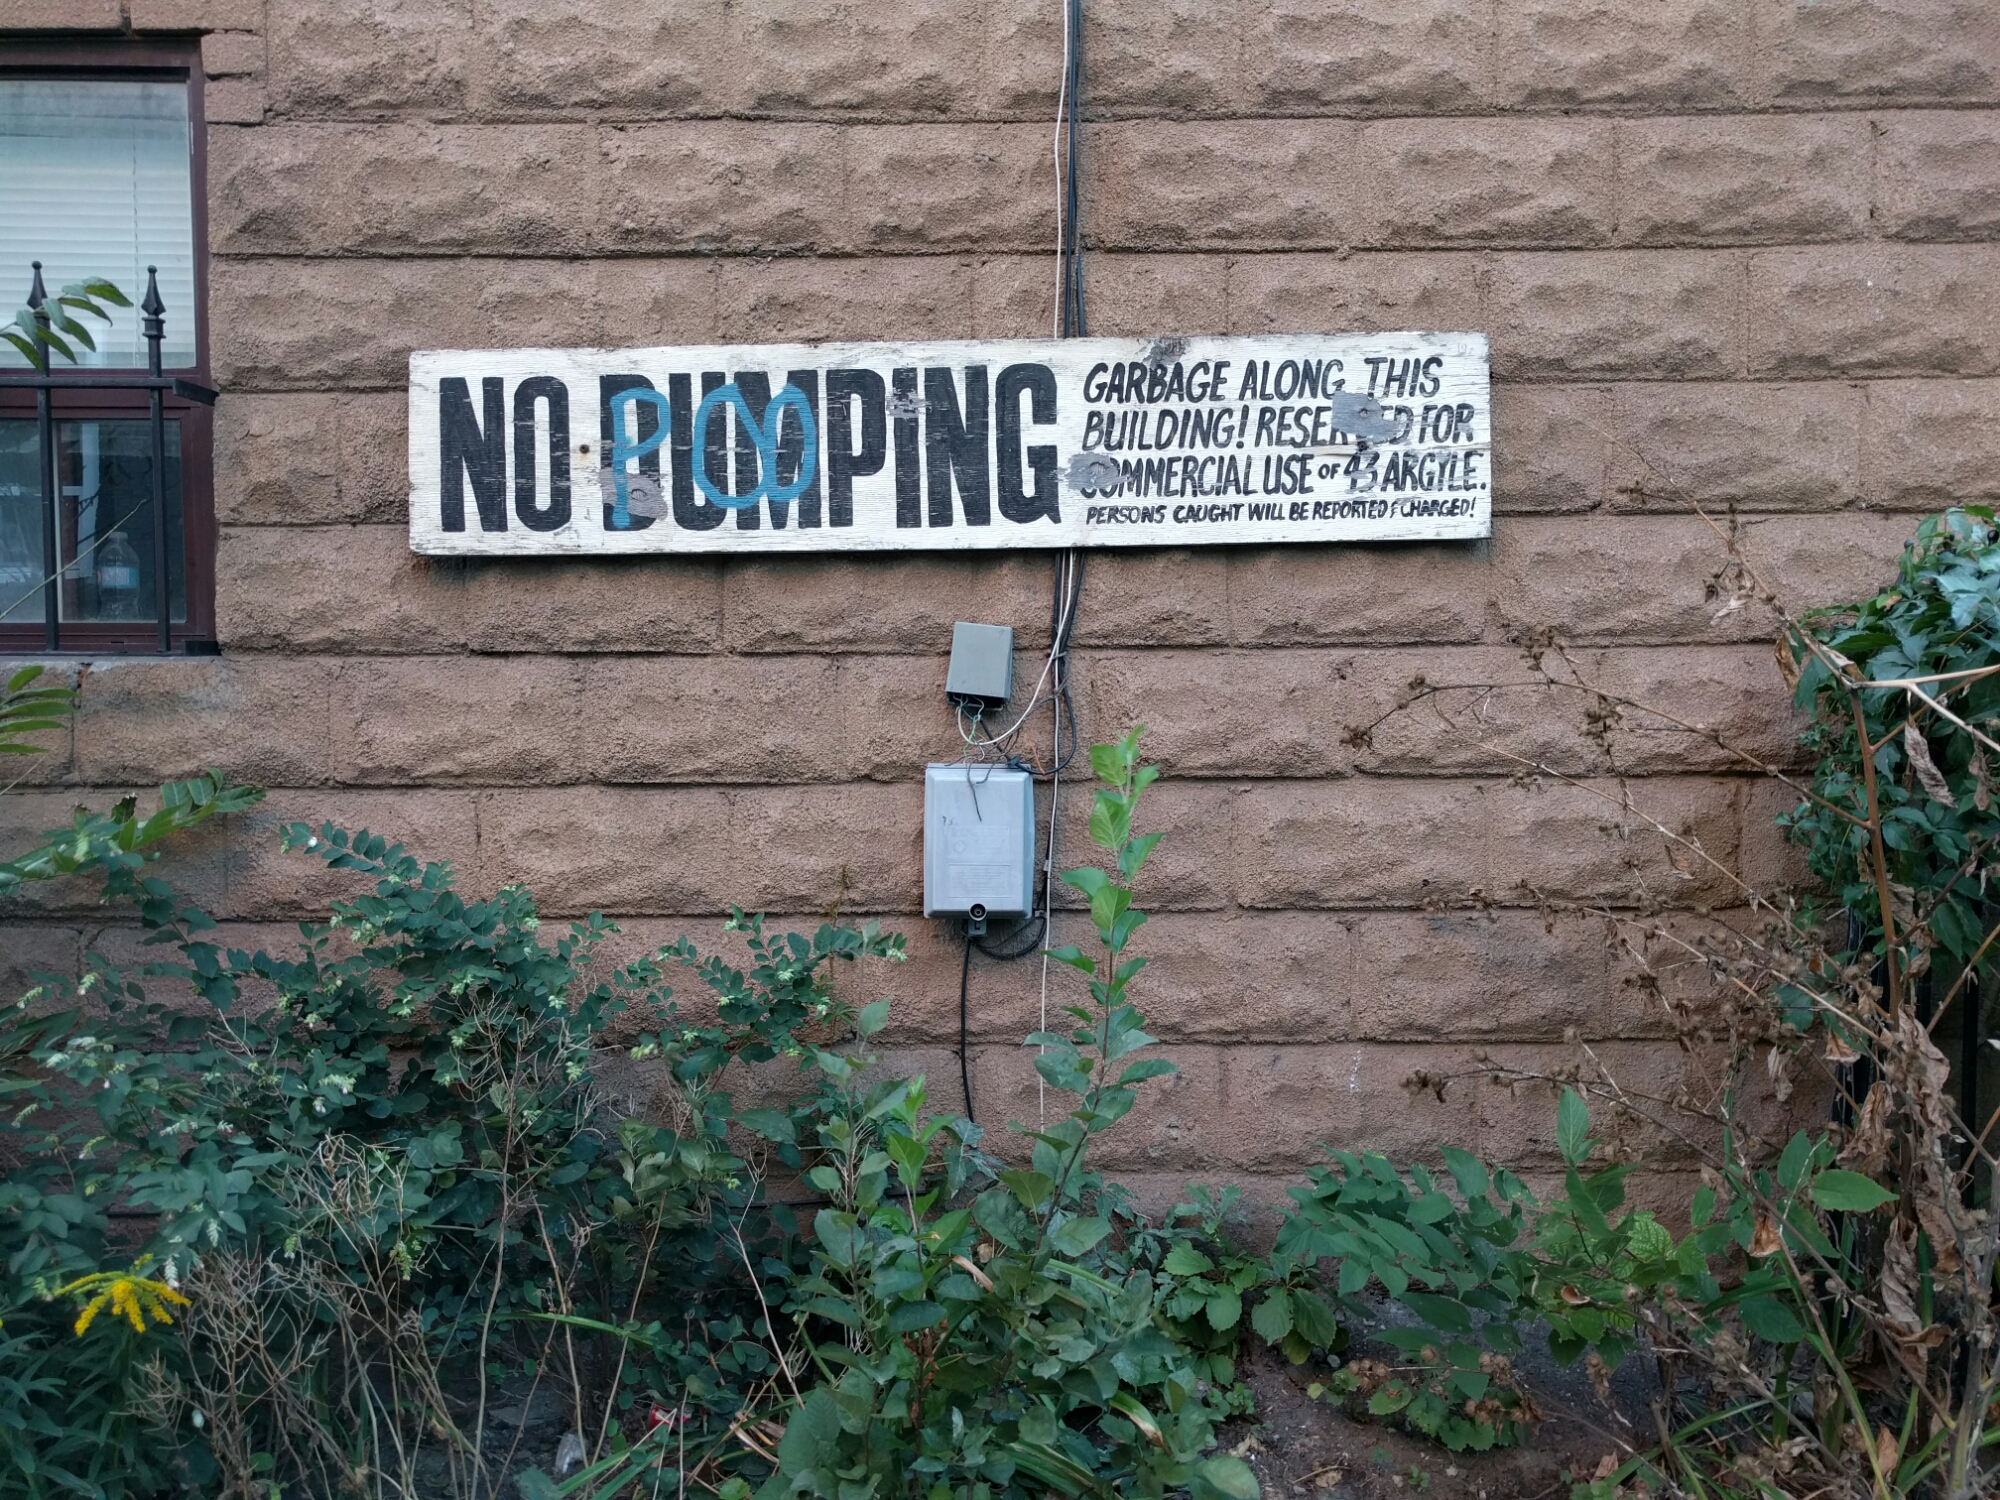 NO DUMPING
POO
GARBAGE ALONG THIS
BUILDING! RESERVED FOR
COMMERCIAL USE OF 43 ARGYLE.
PERSONS CAUGHT WILL BE REPORTED & CHARGED!